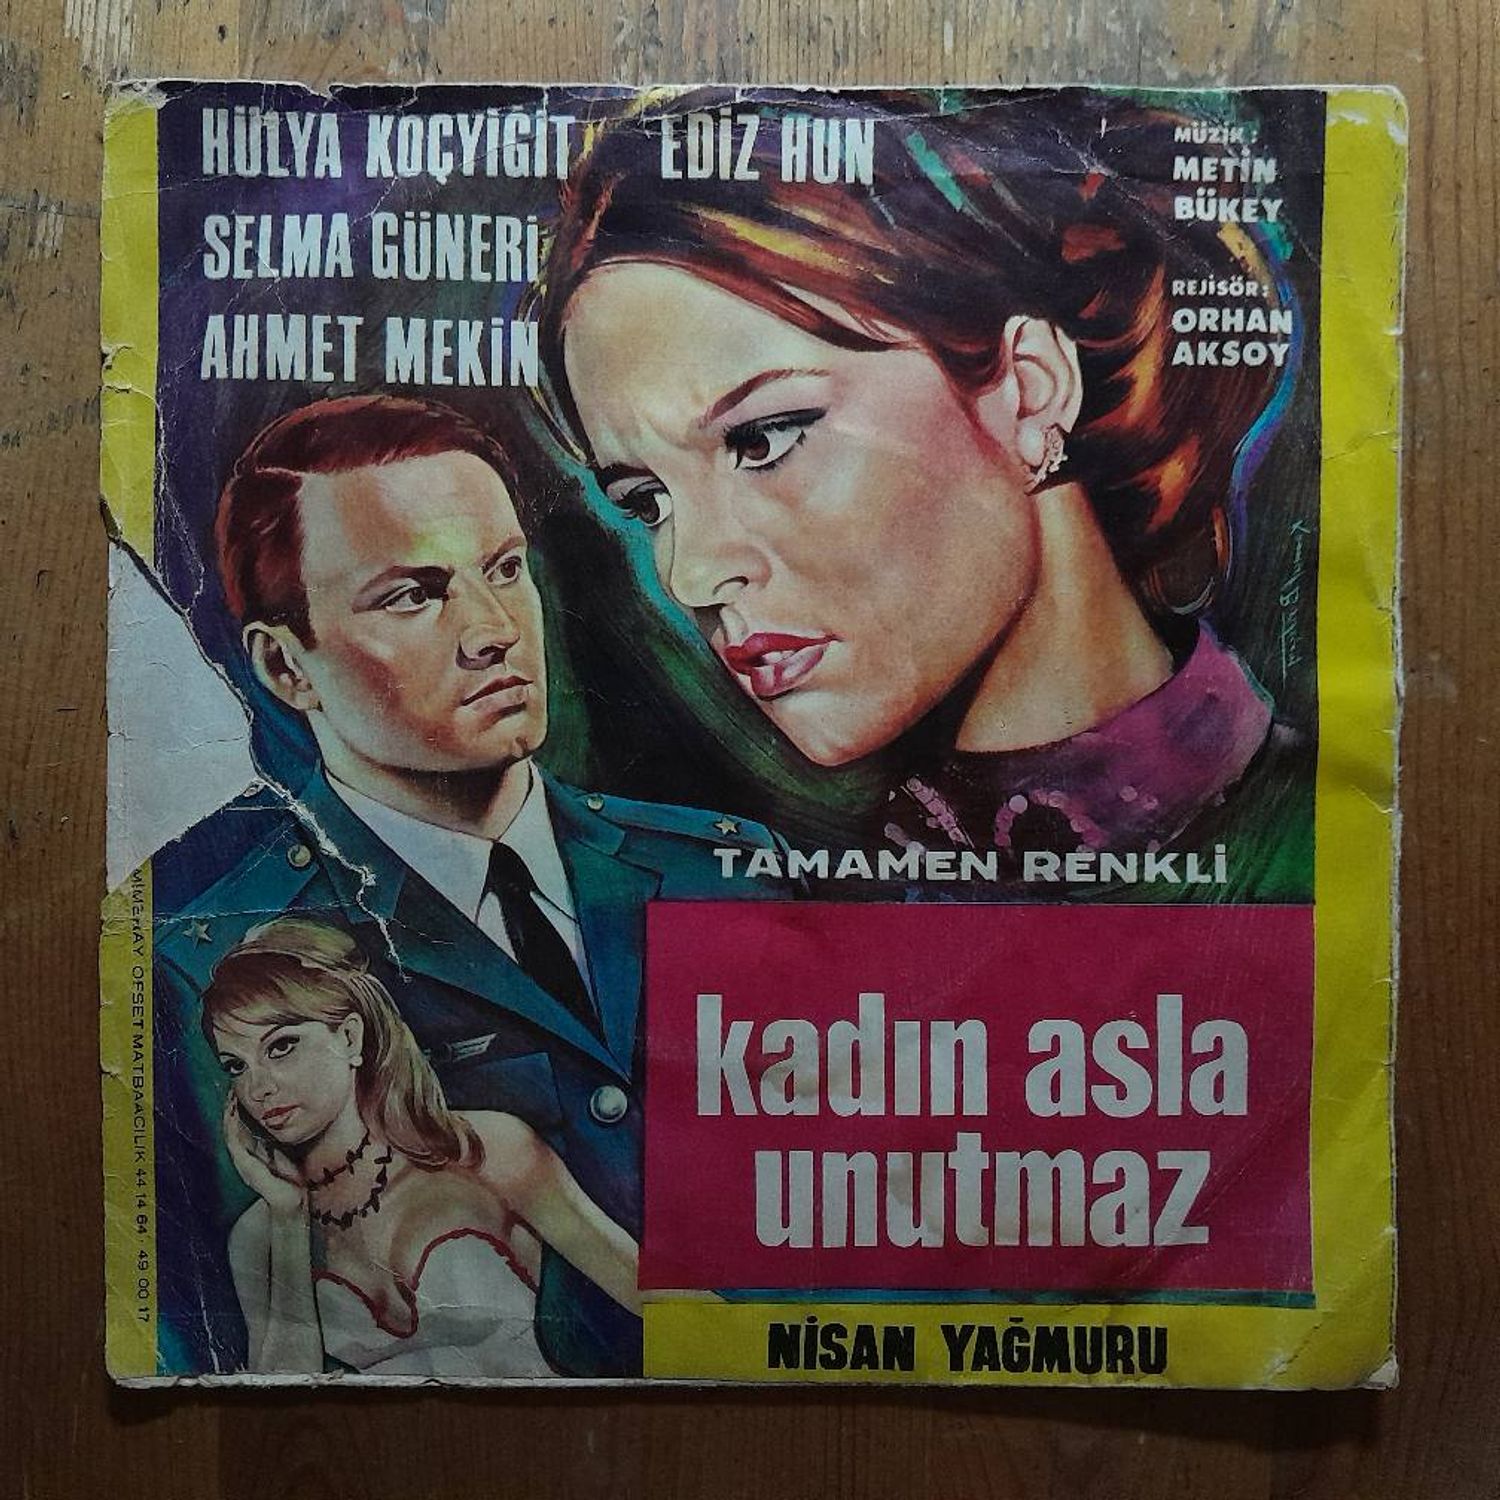 HÜLYA KOÇYİĞİT
EDİZ HUN
SELMA GÜNERİ
AHMET MEKİN
MÜZİK:
METİN
BÜKEY
REJİSÖR:
ORHAN
AKSOY
TAMAMEN RENKLİ
kadın asla
unutmaz
NİSAN YAĞMURU
OFSET MATBAACILIK 44 14 64 - 49 00 17